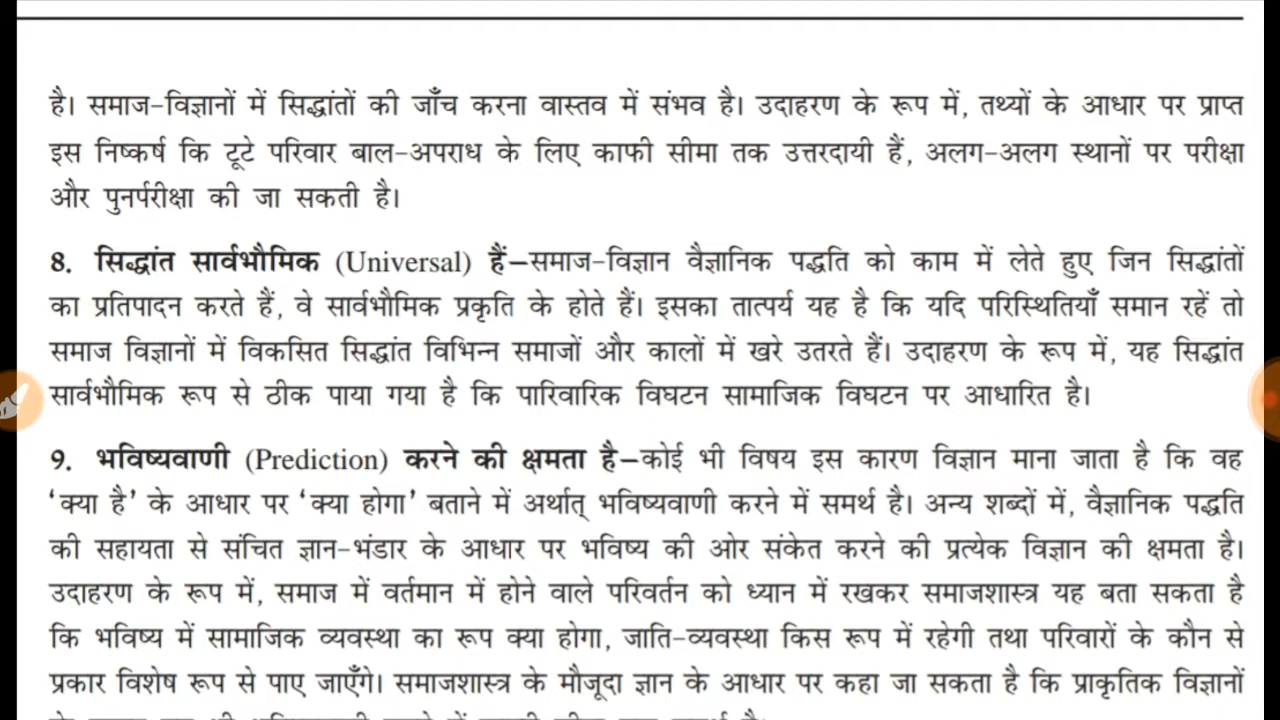 है। समाज-विज्ञानों में सिद्धांतों की जाँच करना वास्तव में संभव है। उदाहरण के रूप में, तथ्यों के आधार पर प्राप्त
इस निष्कर्ष कि टूटे परिवार बाल-अपराध के लिए काफी सीमा तक उत्तरदायी हैं, अलग-अलग स्थानों पर परीक्षा
और पुनर्परीक्षा की जा सकती है।
8. सिद्धांत सार्वभौमिक (Universal) हैं–समाज-विज्ञान वैज्ञानिक पद्धति को काम में लेते हुए जिन सिद्धांतों
का प्रतिपादन करते हैं, वे सार्वभौमिक प्रकृति के होते हैं। इसका तात्पर्य यह है कि यदि परिस्थितियाँ समान रहें तो
समाज विज्ञानों में विकसित सिद्धांत विभिन्न समाजों और कालों में खरे उतरते हैं। उदाहरण के रूप में, यह सिद्धांत
सार्वभौमिक रूप से ठीक पाया गया है कि पारिवारिक विघटन सामाजिक विघटन पर आधारित है।
9. भविष्यवाणी (Prediction) करने की क्षमता है–कोई भी विषय इस कारण विज्ञान माना जाता है कि वह
‘क्या है’ के आधार पर ‘क्या होगा’ बताने में अर्थात् भविष्यवाणी करने में समर्थ है। अन्य शब्दों में, वैज्ञानिक पद्धति
की सहायता से संचित ज्ञान-भंडार के आधार पर भविष्य की ओर संकेत करने की प्रत्येक विज्ञान की क्षमता है।
उदाहरण के रूप में, समाज में वर्तमान में होने वाले परिवर्तन को ध्यान में रखकर समाजशास्त्र यह बता सकता है
कि भविष्य में सामाजिक व्यवस्था का रूप क्या होगा, जाति-व्यवस्था किस रूप में रहेगी तथा परिवारों के कौन से
प्रकार विशेष रूप से पाए जाएँगे। समाजशास्त्र के मौजूदा ज्ञान के आधार पर कहा जा सकता है कि प्राकृतिक विज्ञानों